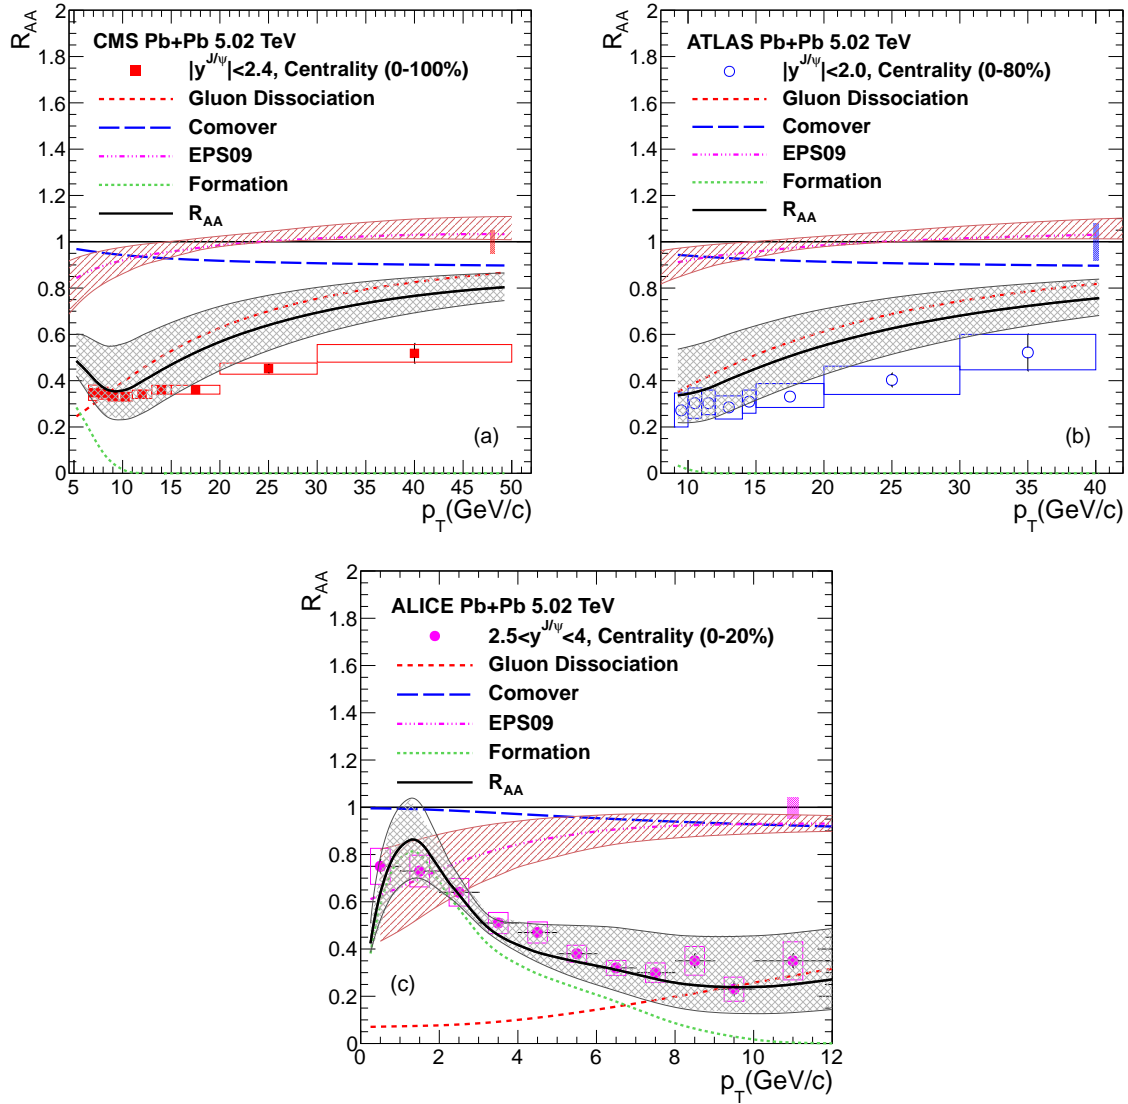 R_AA
2
1.8
1.6
1.4
1.2
1
0.8
0.6
0.4
0.2
0
CMS Pb+Pb 5.02 TeV
|y^{J/ψ}|<2.4, Centrality (0-100%)
Gluon Dissociation
Comover
EPS09
Formation
R_AA
(a)
5 10 15 20 25 30 35 40 45 50
p_T(GeV/c)
R_AA
2
1.8
1.6
1.4
1.2
1
0.8
0.6
0.4
0.2
0
ATLAS Pb+Pb 5.02 TeV
|y^{J/ψ}|<2.0, Centrality (0-80%)
Gluon Dissociation
Comover
EPS09
Formation
R_AA
(b)
10 15 20 25 30 35 40
p_T(GeV/c)
R_AA
2
1.8
1.6
1.4
1.2
1
0.8
0.6
0.4
0.2
0
ALICE Pb+Pb 5.02 TeV
2.5<y^{J/ψ}<4, Centrality (0-20%)
Gluon Dissociation
Comover
EPS09
Formation
R_AA
(c)
0 2 4 6 8 10 12
p_T(GeV/c)